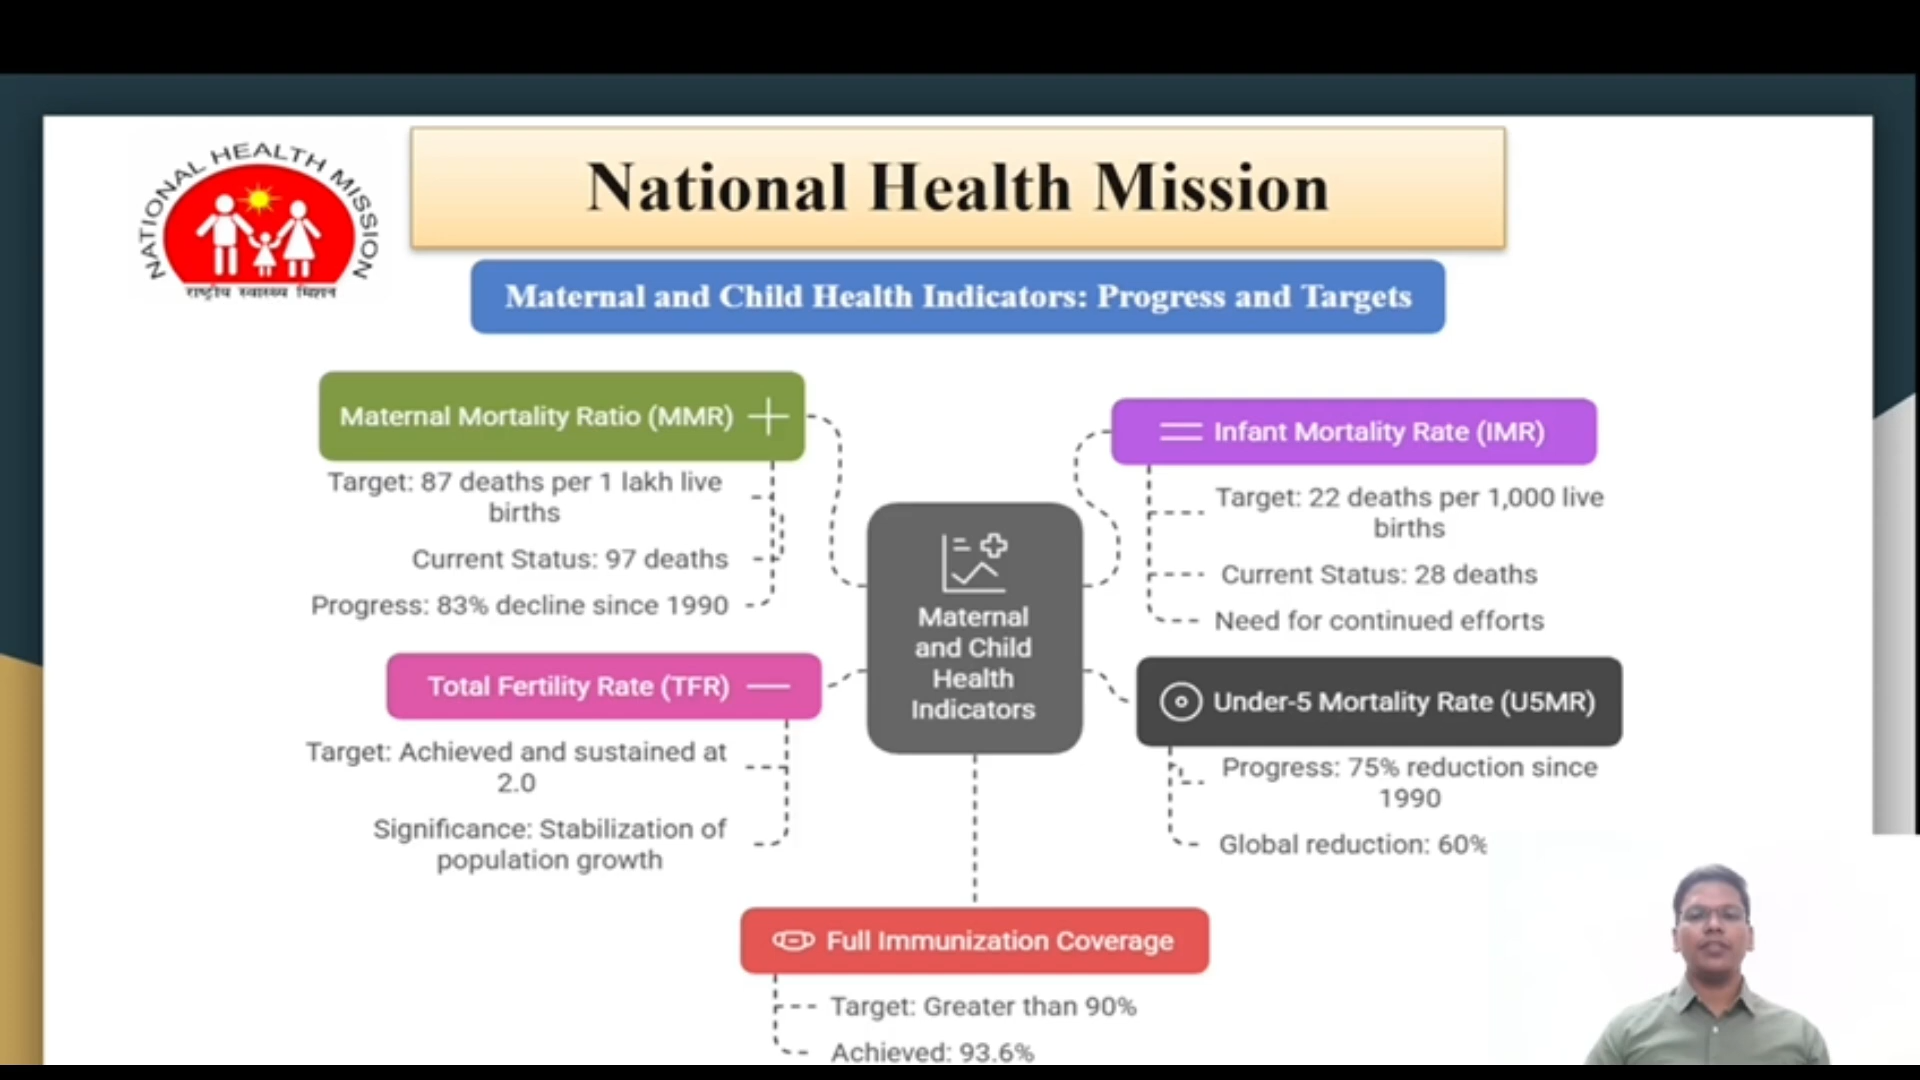 NATIONAL HEALTH MISSION
राष्ट्रीय स्वास्थ्य मिशन
National Health Mission
Maternal and Child Health Indicators: Progress and Targets
Maternal Mortality Ratio (MMR)
Target: 87 deaths per 1 lakh live
births
Current Status: 97 deaths
Progress: 83% decline since 1990
Total Fertility Rate (TFR)
Target: Achieved and sustained at
2.0
Significance: Stabilization of
population growth
Maternal
and Child
Health
Indicators
Infant Mortality Rate (IMR)
Target: 22 deaths per 1,000 live
births
Current Status: 28 deaths
Need for continued efforts
Under-5 Mortality Rate (U5MR)
Progress: 75% reduction since
1990
Global reduction: 60%
Full Immunization Coverage
Target: Greater than 90%
Achieved: 93.6%